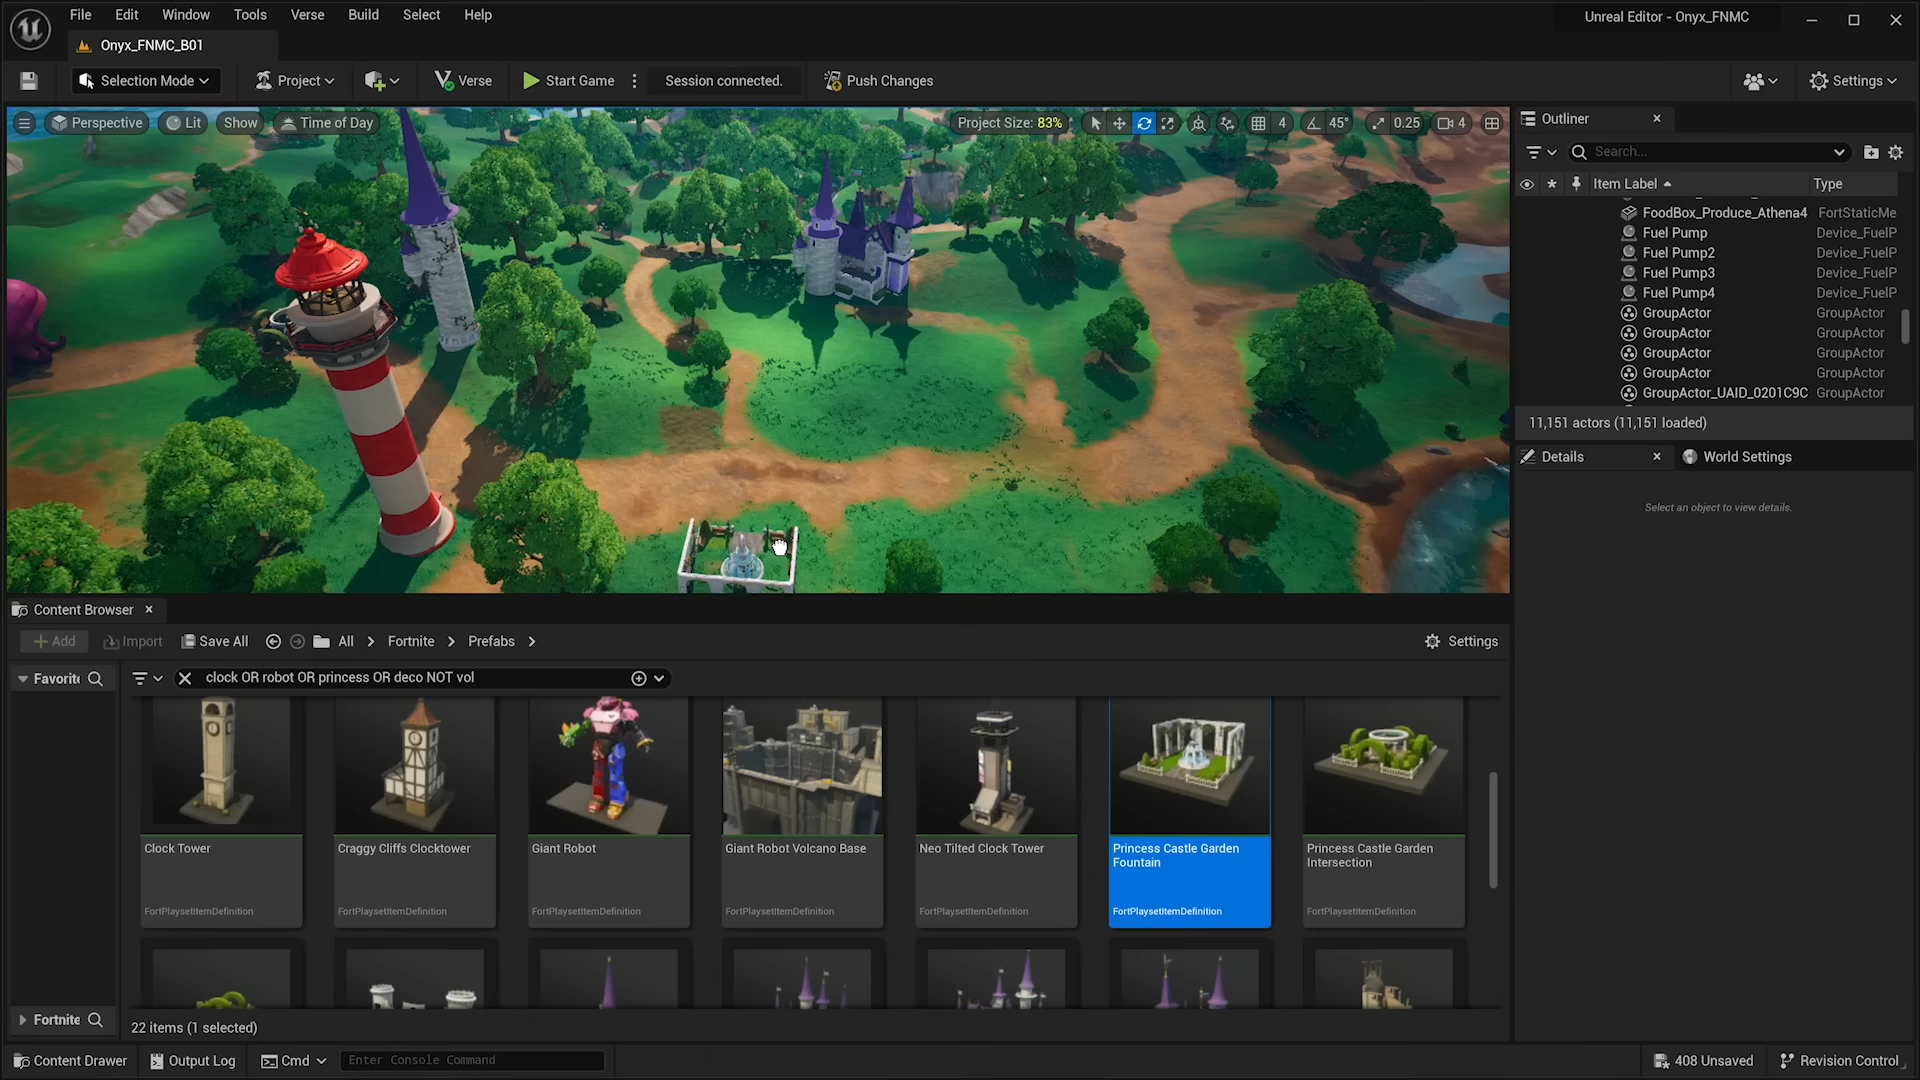 File Edit Window Tools Verse Build Select Help
Unreal Editor - Onyx_FNMC
Onyx_FNMC_B01
Selection Mode
Project
Verse
Start Game
Session connected.
Push Changes
Settings
Perspective
Lit
Show
Time of Day
Project Size: 83%
4
45°
0.25
4
Outliner
Search...
Item Label Type
FoodBox_Produce_Athena4 FortStaticMe
Fuel Pump Device_FuelP
Fuel Pump2 Device_FuelP
Fuel Pump3 Device_FuelP
Fuel Pump4 Device_FuelP
GroupActor GroupActor
GroupActor GroupActor
GroupActor GroupActor
GroupActor GroupActor
GroupActor_UAID_0201C9C GroupActor
11,151 actors (11,151 loaded)
Details
World Settings
Select an object to view details.
Content Browser
Add
Import
Save All
All
Fortnite
Prefabs
Settings
Favorite
clock OR robot OR princess OR deco NOT vol
Clock Tower
FortPlaysetItemDefinition
Craggy Cliffs Clocktower
FortPlaysetItemDefinition
Giant Robot
FortPlaysetItemDefinition
Giant Robot Volcano Base
FortPlaysetItemDefinition
Neo Tilted Clock Tower
FortPlaysetItemDefinition
Princess Castle Garden
Fountain
FortPlaysetItemDefinition
Princess Castle Garden
Intersection
FortPlaysetItemDefinition
Fortnite
22 items (1 selected)
Content Drawer
Output Log
Cmd
Enter Console Command
408 Unsaved
Revision Control